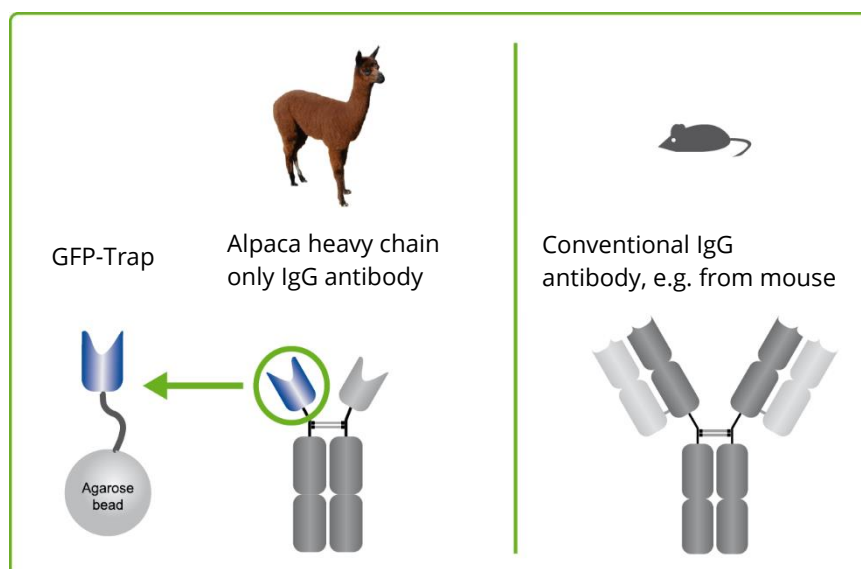 GFP-Trap
Alpaca heavy chain
only IgG antibody
Conventional IgG
antibody, e.g. from mouse
Agarose
bead